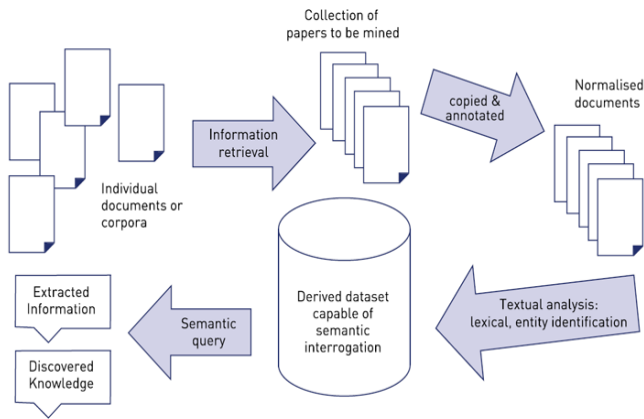 Collection of
papers to be mined
Individual
documents or
corpora
Information
retrieval
copied &
annotated
Normalised
documents
Textual analysis:
lexical, entity identification
Derived dataset
capable of
semantic
interrogation
Semantic
query
Extracted
Information
Discovered
Knowledge